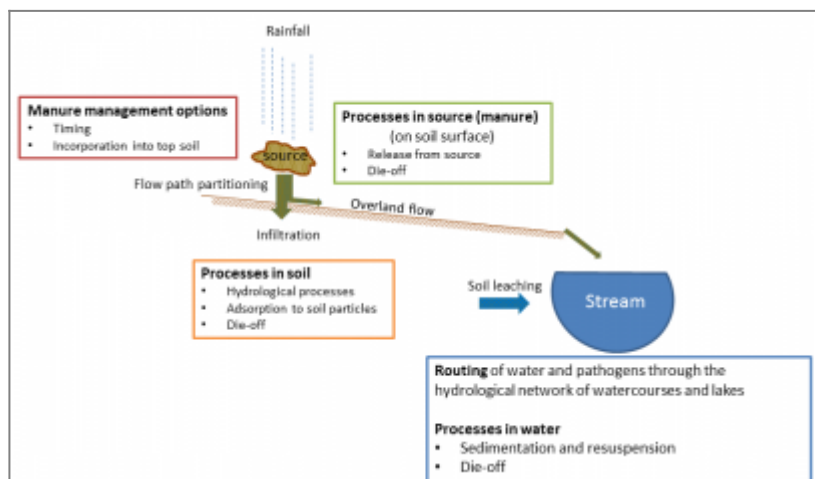 Rainfall
Manure management options
• Timing
• Incorporation into top soil
Processes in source (manure)
(on soil surface)
• Release from source
• Die-off
source
Flow path partitioning
Overland flow
Infiltration
Processes in soil
• Hydrological processes
• Adsorption to soil particles
• Die-off
Soil leaching
Stream
Routing of water and pathogens through the
hydrological network of watercourses and lakes
Processes in water
• Sedimentation and resuspension
• Die-off